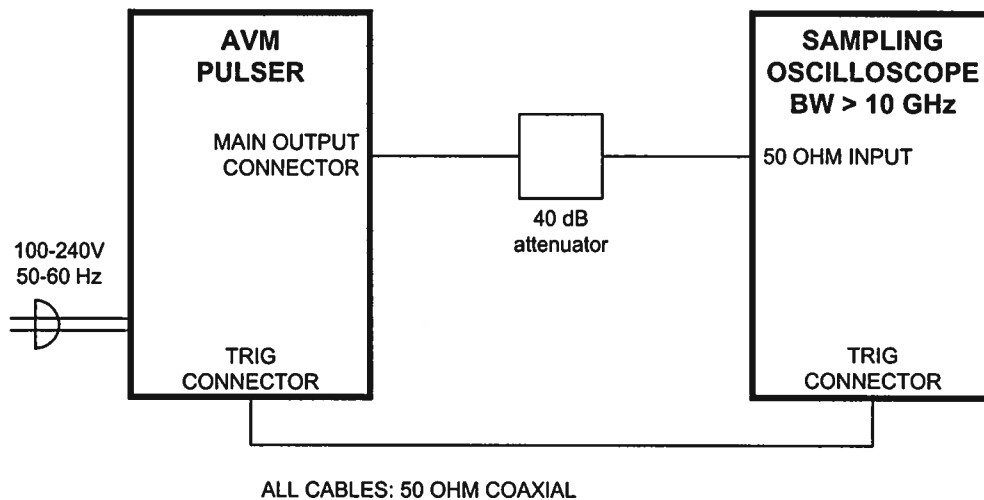 AVM
PULSER
MAIN OUTPUT
CONNECTOR
100-240V
50-60 Hz
TRIG
CONNECTOR
40 dB
attenuator
SAMPLING
OSCILLOSCOPE
BW > 10 GHz
50 OHM INPUT
TRIG
CONNECTOR
ALL CABLES: 50 OHM COAXIAL